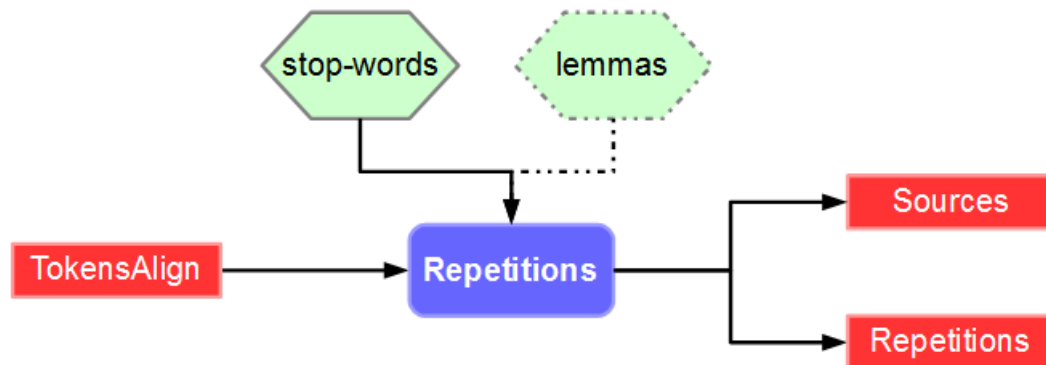 stop-words
lemmas
TokensAlign
Repetitions
Sources
Repetitions